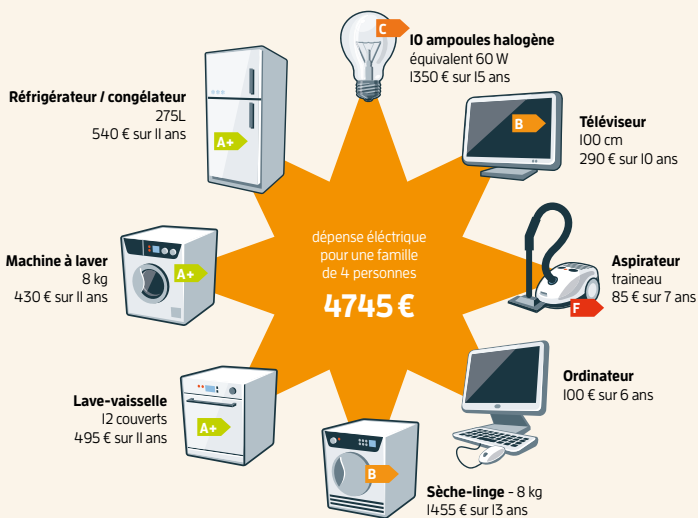 C
10 ampoules halogène
équivalent 60 W
1350 € sur 15 ans
Réfrigérateur / congélateur
275L
540 € sur 11 ans
A+
B
Téléviseur
100 cm
290 € sur 10 ans
dépense éléctrique
pour une famille
de 4 personnes
4745 €
Machine à laver
8 kg
430 € sur 11 ans
A+
Aspirateur
traineau
85 € sur 7 ans
F
Lave-vaisselle
12 couverts
495 € sur 11 ans
A+
Ordinateur
100 € sur 6 ans
B
Sèche-linge - 8 kg
1455 € sur 13 ans